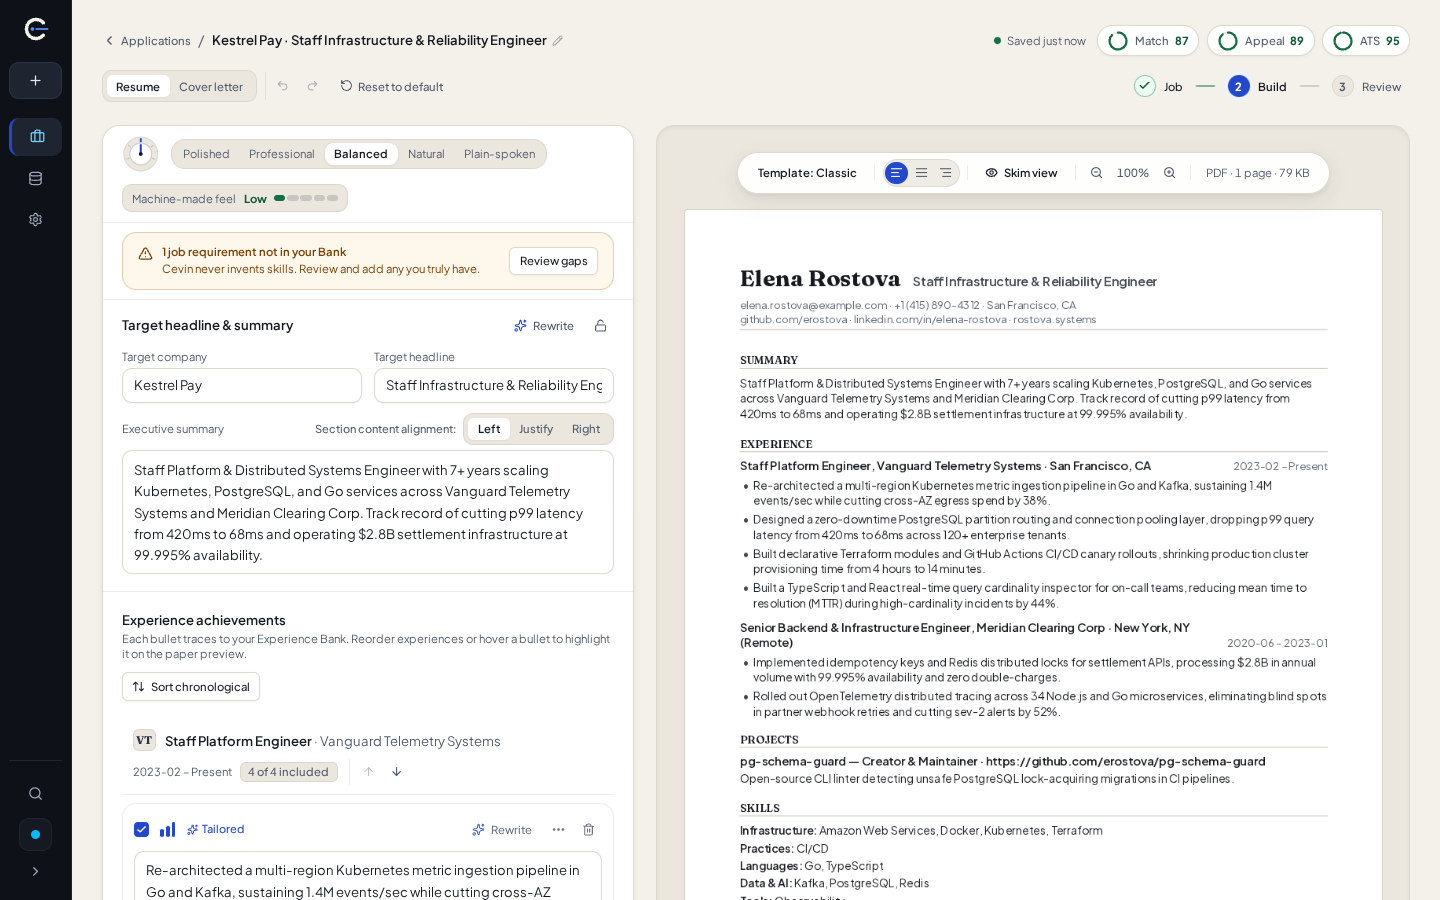 Applications / Kestrel Pay · Staff Infrastructure & Reliability Engineer
Saved just now
Match 87
Appeal 89
ATS 95
Resume
Cover letter
Reset to default
Job
2 Build
3 Review
Polished
Professional
Balanced
Natural
Plain-spoken
Machine-made feel Low
1 job requirement not in your Bank
Cevin never invents skills. Review and add any you truly have.
Review gaps
Target headline & summary
Rewrite
Target company
Target headline
Kestrel Pay
Staff Infrastructure & Reliability Eng
Executive summary
Section content alignment:
Left
Justify
Right
Staff Platform & Distributed Systems Engineer with 7+ years scaling
Kubernetes, PostgreSQL, and Go services across Vanguard Telemetry
Systems and Meridian Clearing Corp. Track record of cutting p99 latency
from 420ms to 68ms and operating $2.8B settlement infrastructure at
99.995% availability.
Experience achievements
Each bullet traces to your Experience Bank. Reorder experiences or hover a bullet to highlight
it on the paper preview.
Sort chronological
VT Staff Platform Engineer · Vanguard Telemetry Systems
2023-02 – Present
4 of 4 included
Tailored
Rewrite
Re-architected a multi-region Kubernetes metric ingestion pipeline in
Go and Kafka, sustaining 1.4M events/sec while cutting cross-AZ
Template: Classic
Skim view
100%
PDF · 1 page · 79 KB
Elena Rostova Staff Infrastructure & Reliability Engineer
elena.rostova@example.com · +1 (415) 890-4312 · San Francisco, CA
github.com/erostova · linkedin.com/in/elena-rostova · rostova.systems
SUMMARY
Staff Platform & Distributed Systems Engineer with 7+ years scaling Kubernetes, PostgreSQL, and Go services
across Vanguard Telemetry Systems and Meridian Clearing Corp. Track record of cutting p99 latency from
420ms to 68ms and operating $2.8B settlement infrastructure at 99.995% availability.
EXPERIENCE
Staff Platform Engineer, Vanguard Telemetry Systems · San Francisco, CA 2023-02 – Present
• Re-architected a multi-region Kubernetes metric ingestion pipeline in Go and Kafka, sustaining 1.4M
events/sec while cutting cross-AZ egress spend by 38%.
• Designed a zero-downtime PostgreSQL partition routing and connection pooling layer, dropping p99 query
latency from 420ms to 68ms across 120+ enterprise tenants.
• Built declarative Terraform modules and GitHub Actions CI/CD canary rollouts, shrinking production cluster
provisioning time from 4 hours to 14 minutes.
• Built a TypeScript and React real-time query cardinality inspector for on-call teams, reducing mean time to
resolution (MTTR) during high-cardinality incidents by 44%.
Senior Backend & Infrastructure Engineer, Meridian Clearing Corp · New York, NY
(Remote) 2020-06 – 2023-01
• Implemented idempotency keys and Redis distributed locks for settlement APIs, processing $2.8B in annual
volume with 99.995% availability and zero double-charges.
• Rolled out OpenTelemetry distributed tracing across 34 Node.js and Go microservices, eliminating blind spots
in partner webhook retries and cutting sev-2 alerts by 52%.
PROJECTS
pg-schema-guard — Creator & Maintainer · https://github.com/erostova/pg-schema-guard
Open-source CLI linter detecting unsafe PostgreSQL lock-acquiring migrations in CI pipelines.
SKILLS
Infrastructure: Amazon Web Services, Docker, Kubernetes, Terraform
Practices: CI/CD
Languages: Go, TypeScript
Data & AI: Kafka, PostgreSQL, Redis
Tools: Observability